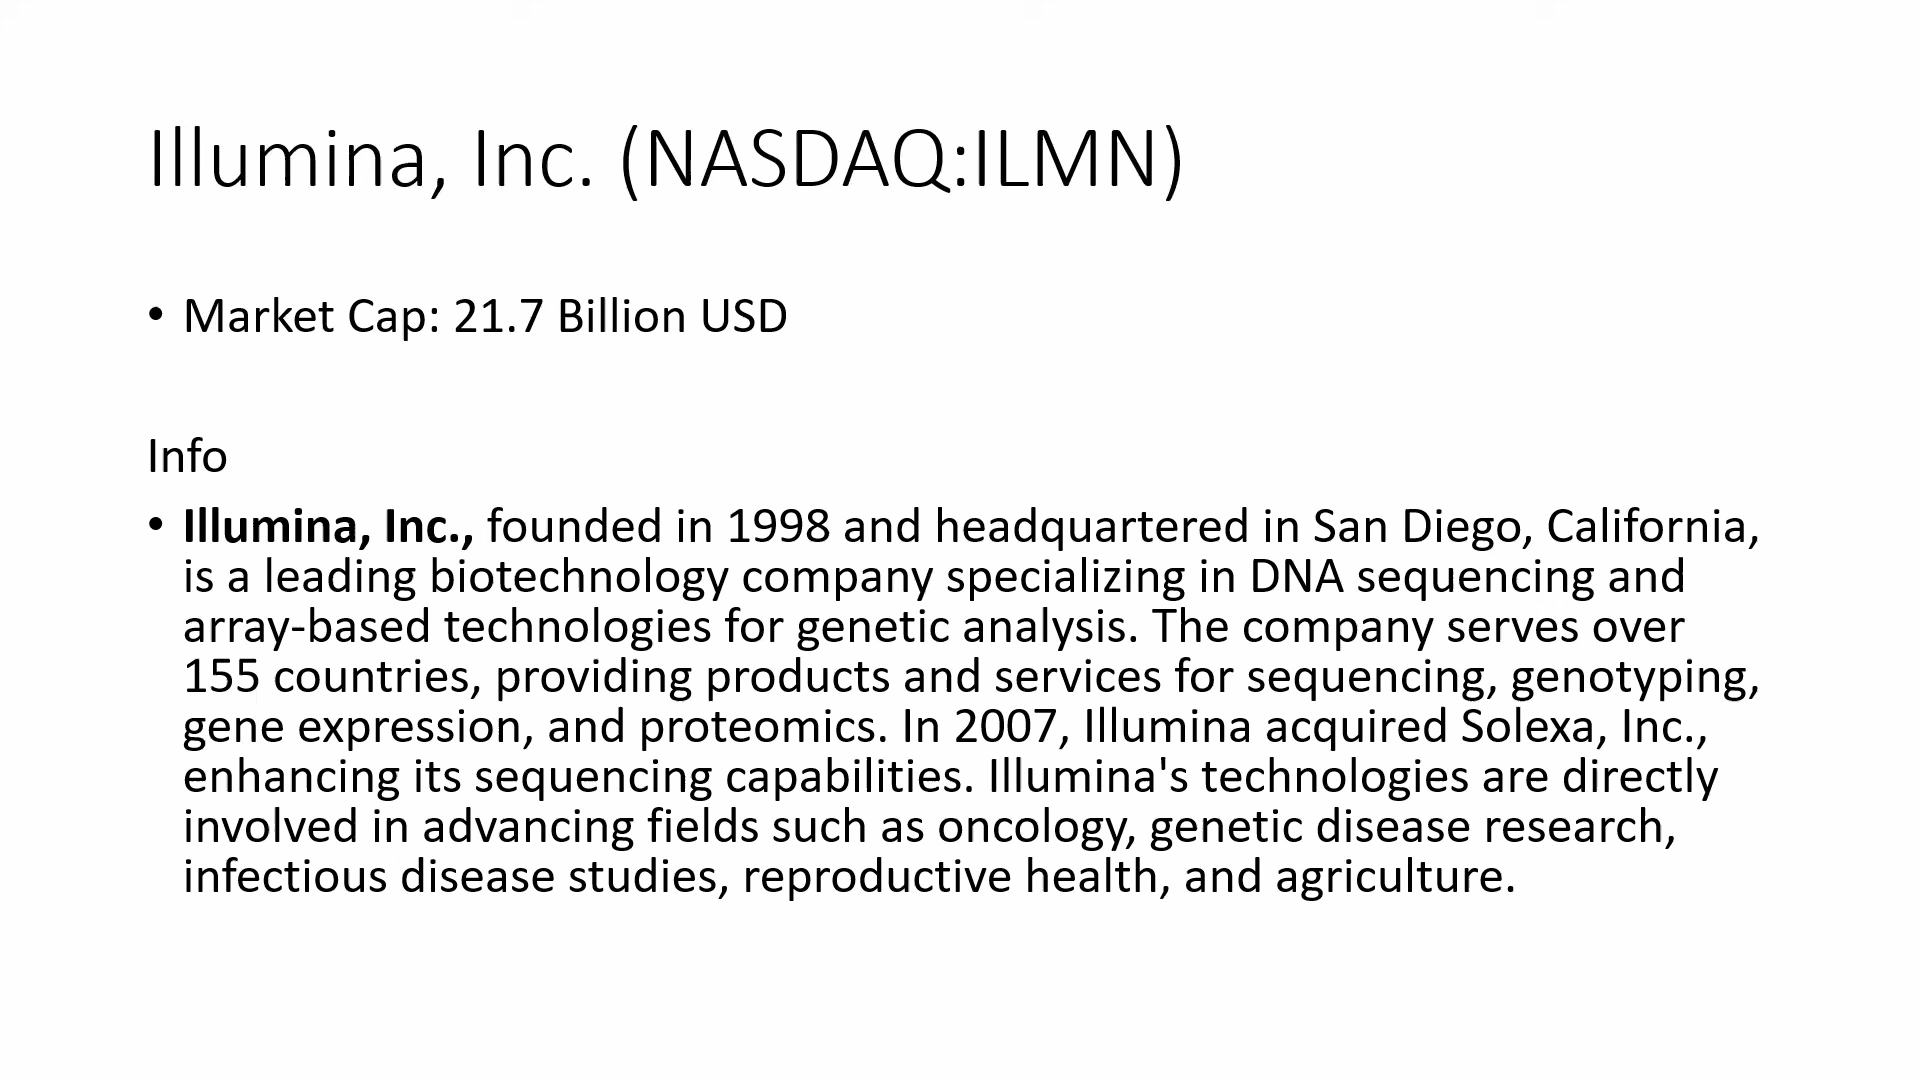 Illumina, Inc. (NASDAQ:ILMN)
• Market Cap: 21.7 Billion USD
Info
• Illumina, Inc., founded in 1998 and headquartered in San Diego, California,
is a leading biotechnology company specializing in DNA sequencing and
array-based technologies for genetic analysis. The company serves over
155 countries, providing products and services for sequencing, genotyping,
gene expression, and proteomics. In 2007, Illumina acquired Solexa, Inc.,
enhancing its sequencing capabilities. Illumina's technologies are directly
involved in advancing fields such as oncology, genetic disease research,
infectious disease studies, reproductive health, and agriculture.